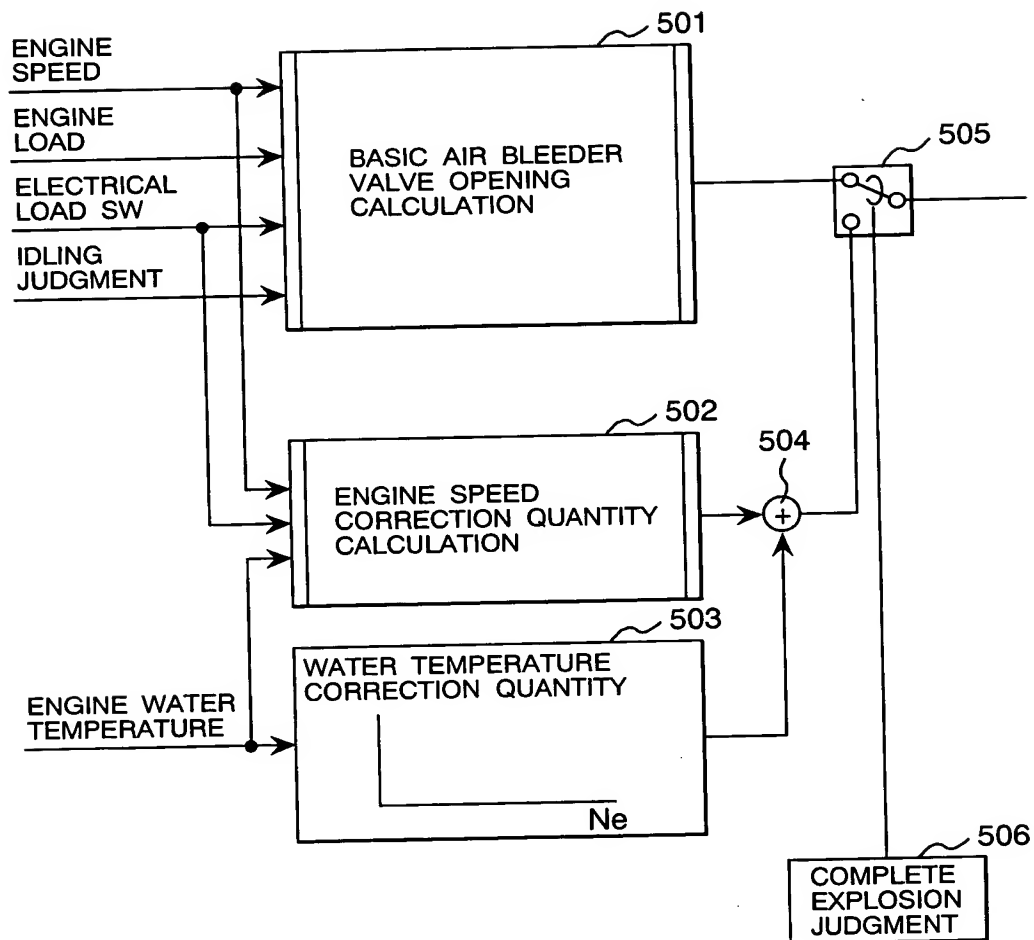 501
ENGINE
SPEED
ENGINE
LOAD
ELECTRICAL
LOAD SW
IDLING
JUDGMENT
BASIC AIR BLEEDER
VALVE OPENING
CALCULATION
505
502
504
ENGINE SPEED
CORRECTION QUANTITY
CALCULATION
+
503
WATER TEMPERATURE
CORRECTION QUANTITY
ENGINE WATER
TEMPERATURE
Ne
506
COMPLETE
EXPLOSION
JUDGMENT